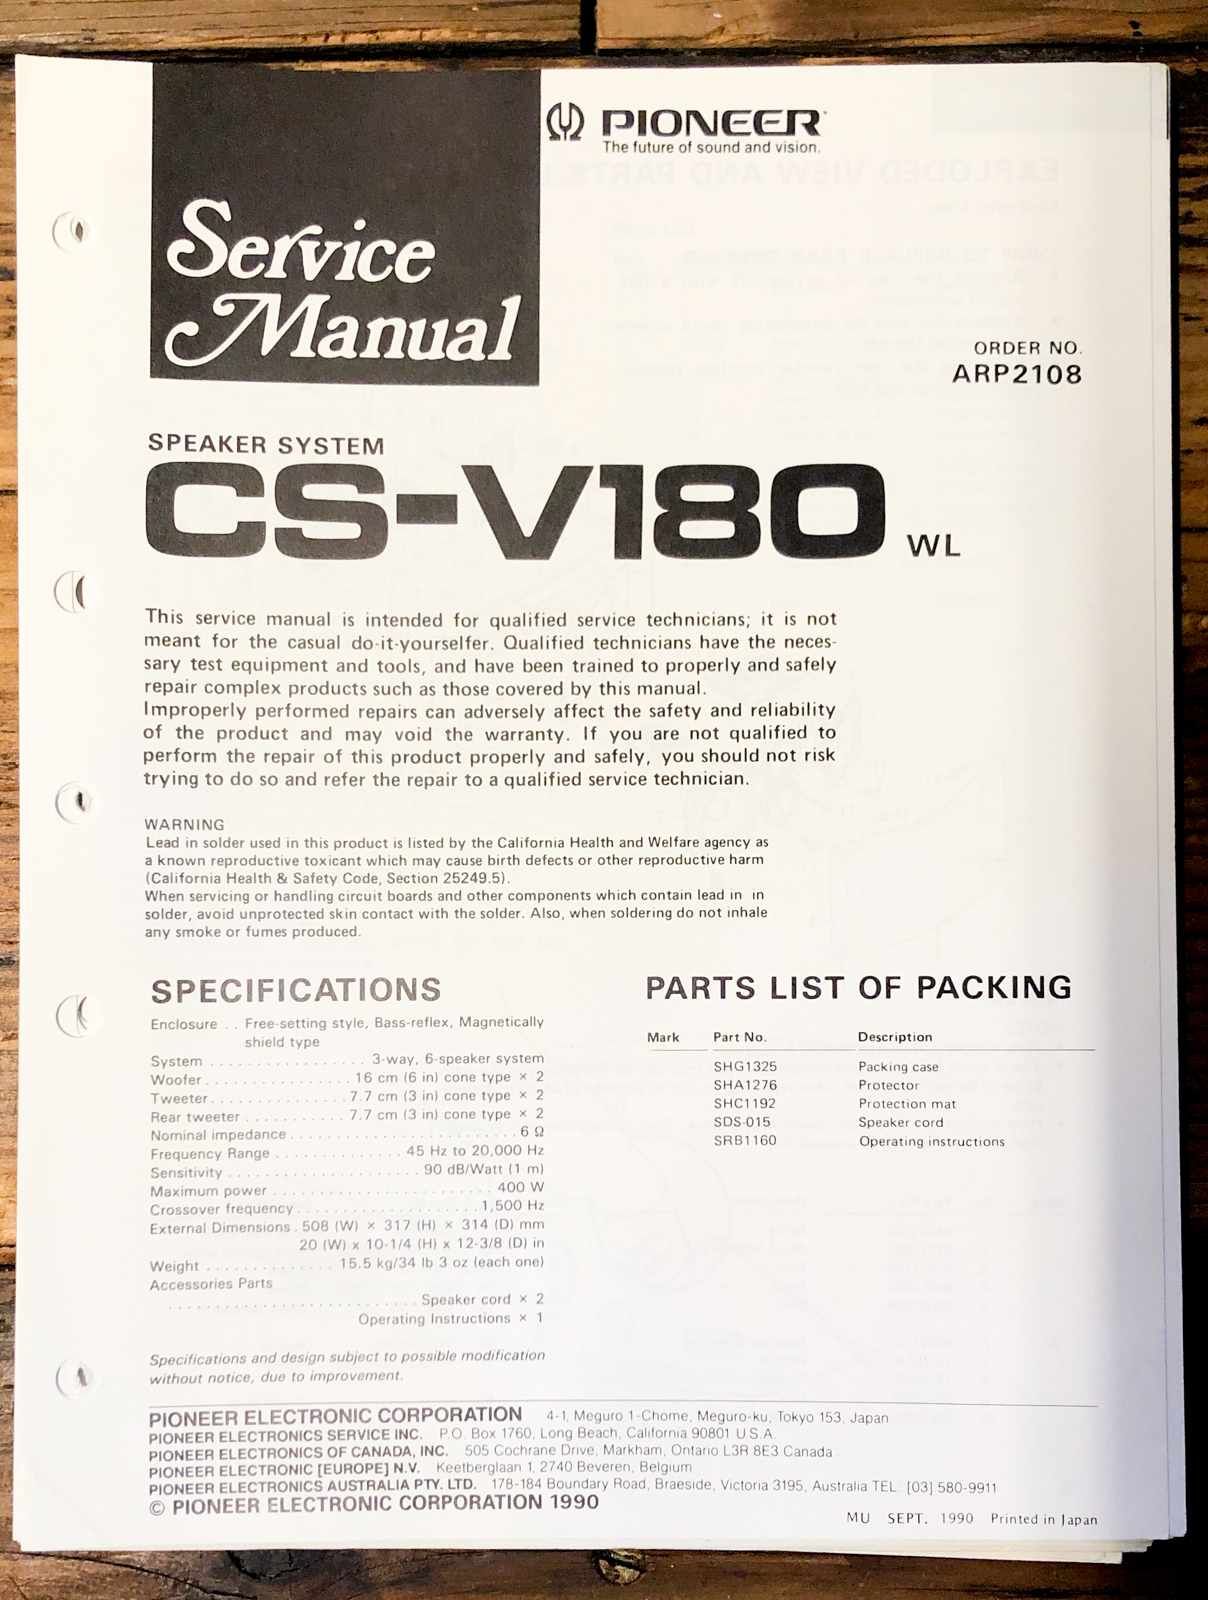 PIONEER
The future of sound and vision.
Service
Manual
ORDER NO.
ARP2108
SPEAKER SYSTEM
CS-V180 WL
This service manual is intended for qualified service technicians; it is not
meant for the casual do-it-yourselfer. Qualified technicians have the neces-
sary test equipment and tools, and have been trained to properly and safely
repair complex products such as those covered by this manual.
Improperly performed repairs can adversely affect the safety and reliability
of the product and may void the warranty. If you are not qualified to
perform the repair of this product properly and safely, you should not risk
trying to do so and refer the repair to a qualified service technician.
WARNING
Lead in solder used in this product is listed by the California Health and Welfare agency as
a known reproductive toxicant which may cause birth defects or other reproductive harm
(California Health & Safety Code, Section 25249.5).
When servicing or handling circuit boards and other components which contain lead in in
solder, avoid unprotected skin contact with the solder. Also, when soldering do not inhale
any smoke or fumes produced.
SPECIFICATIONS
Enclosure . . Free-setting style, Bass-reflex, Magnetically
shield type
System . . . . . . . . . . . . . . . . 3-way, 6-speaker system
Woofer . . . . . . . . . . . . . . . 16 cm (6 in) cone type × 2
Tweeter . . . . . . . . . . . . . . 7.7 cm (3 in) cone type × 2
Rear tweeter . . . . . . . . . . 7.7 cm (3 in) cone type × 2
Nominal impedance . . . . . . . . . . . . . . . . . . . . . . . 6 Ω
Frequency Range . . . . . . . . . . . . . 45 Hz to 20,000 Hz
Sensitivity . . . . . . . . . . . . . . . . . . . . 90 dB/Watt (1 m)
Maximum power . . . . . . . . . . . . . . . . . . . . . . . 400 W
Crossover frequency . . . . . . . . . . . . . . . . . . . 1,500 Hz
External Dimensions . 508 (W) × 317 (H) × 314 (D) mm
20 (W) x 10-1/4 (H) x 12-3/8 (D) in
Weight . . . . . . . . . . . . . 15.5 kg/34 lb 3 oz (each one)
Accessories Parts
. . . . . . . . . . . . . . . . . . . . . . . . . . Speaker cord × 2
Operating Instructions × 1
Specifications and design subject to possible modification
without notice, due to improvement.
PARTS LIST OF PACKING
Mark Part No. Description
SHG1325 Packing case
SHA1276 Protector
SHC1192 Protection mat
SDS-015 Speaker cord
SRB1160 Operating instructions
PIONEER ELECTRONIC CORPORATION 4-1, Meguro 1-Chome, Meguro-ku, Tokyo 153, Japan
PIONEER ELECTRONICS SERVICE INC. P.O. Box 1760, Long Beach, California 90801 U.S.A.
PIONEER ELECTRONICS OF CANADA, INC. 505 Cochrane Drive, Markham, Ontario L3R 8E3 Canada
PIONEER ELECTRONIC [EUROPE] N.V. Keetberglaan 1, 2740 Beveren, Belgium
PIONEER ELECTRONICS AUSTRALIA PTY. LTD. 178-184 Boundary Road, Braeside, Victoria 3195, Australia TEL: [03] 580-9911
© PIONEER ELECTRONIC CORPORATION 1990
MU SEPT. 1990 Printed in Japan